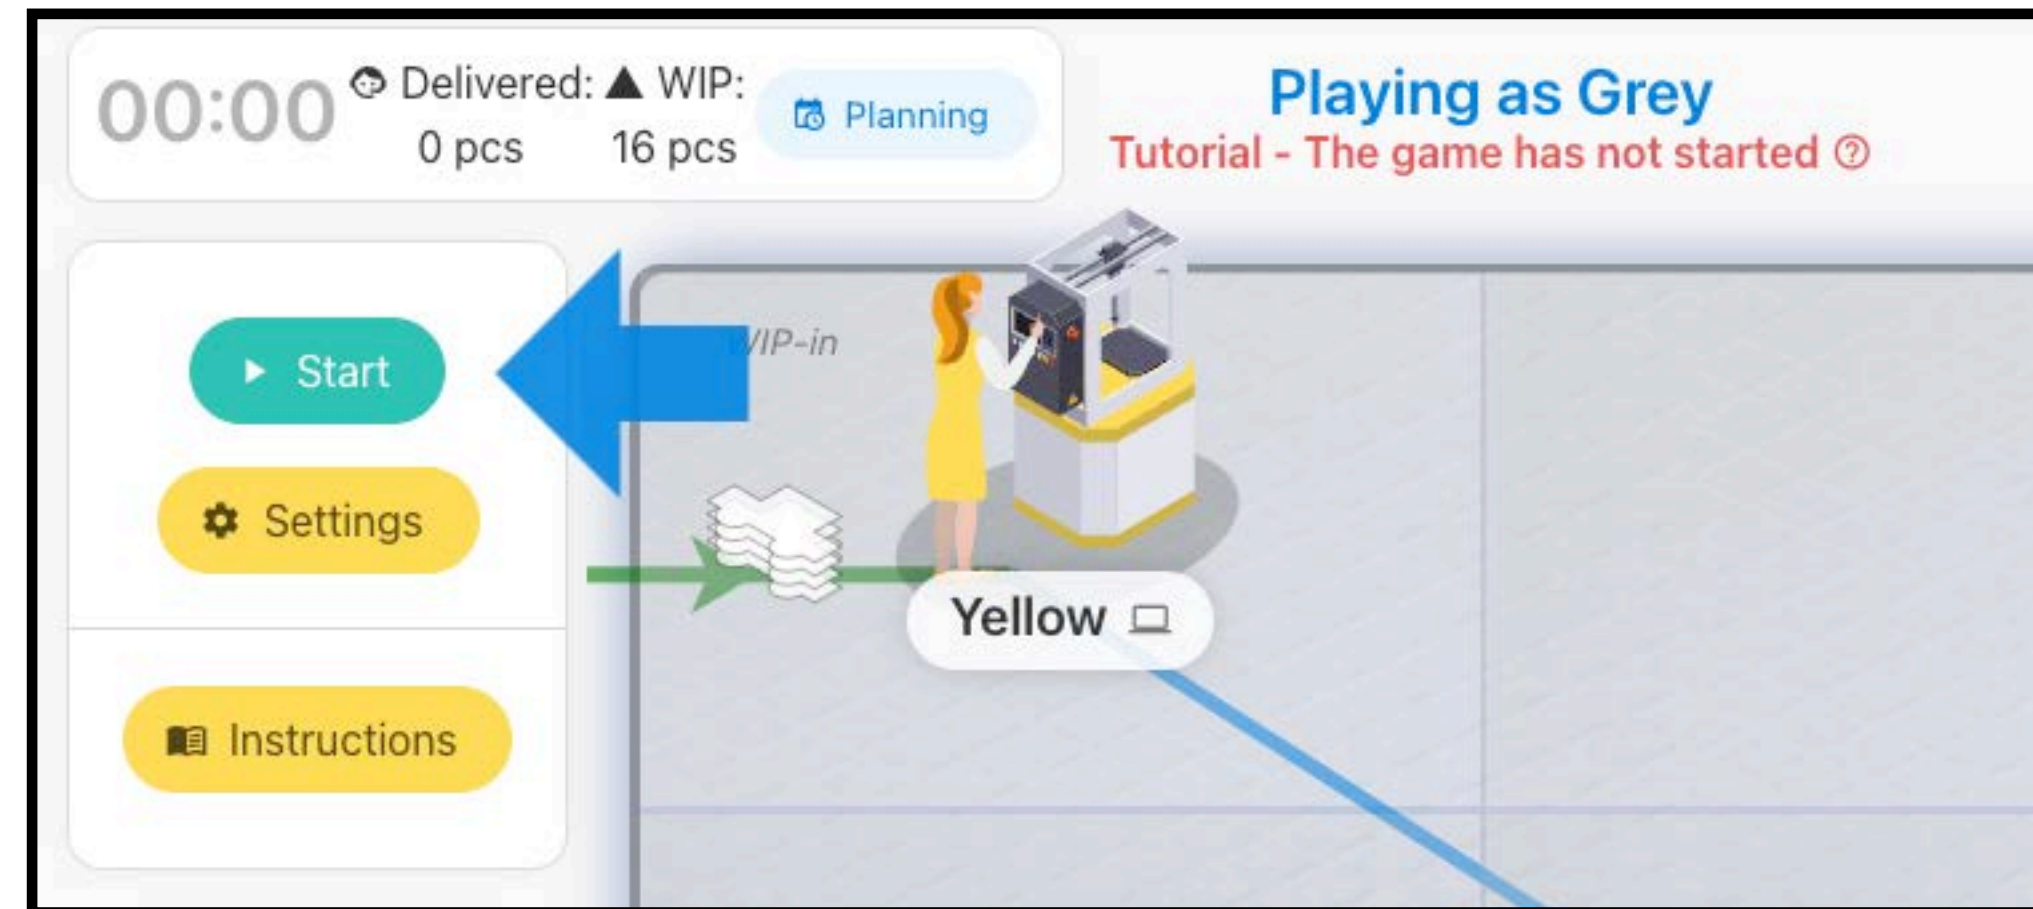 00:00
Delivered:
0 pcs
WIP:
16 pcs
Planning
Playing as Grey
Tutorial - The game has not started
Start
Settings
Instructions
WIP-in
Yellow